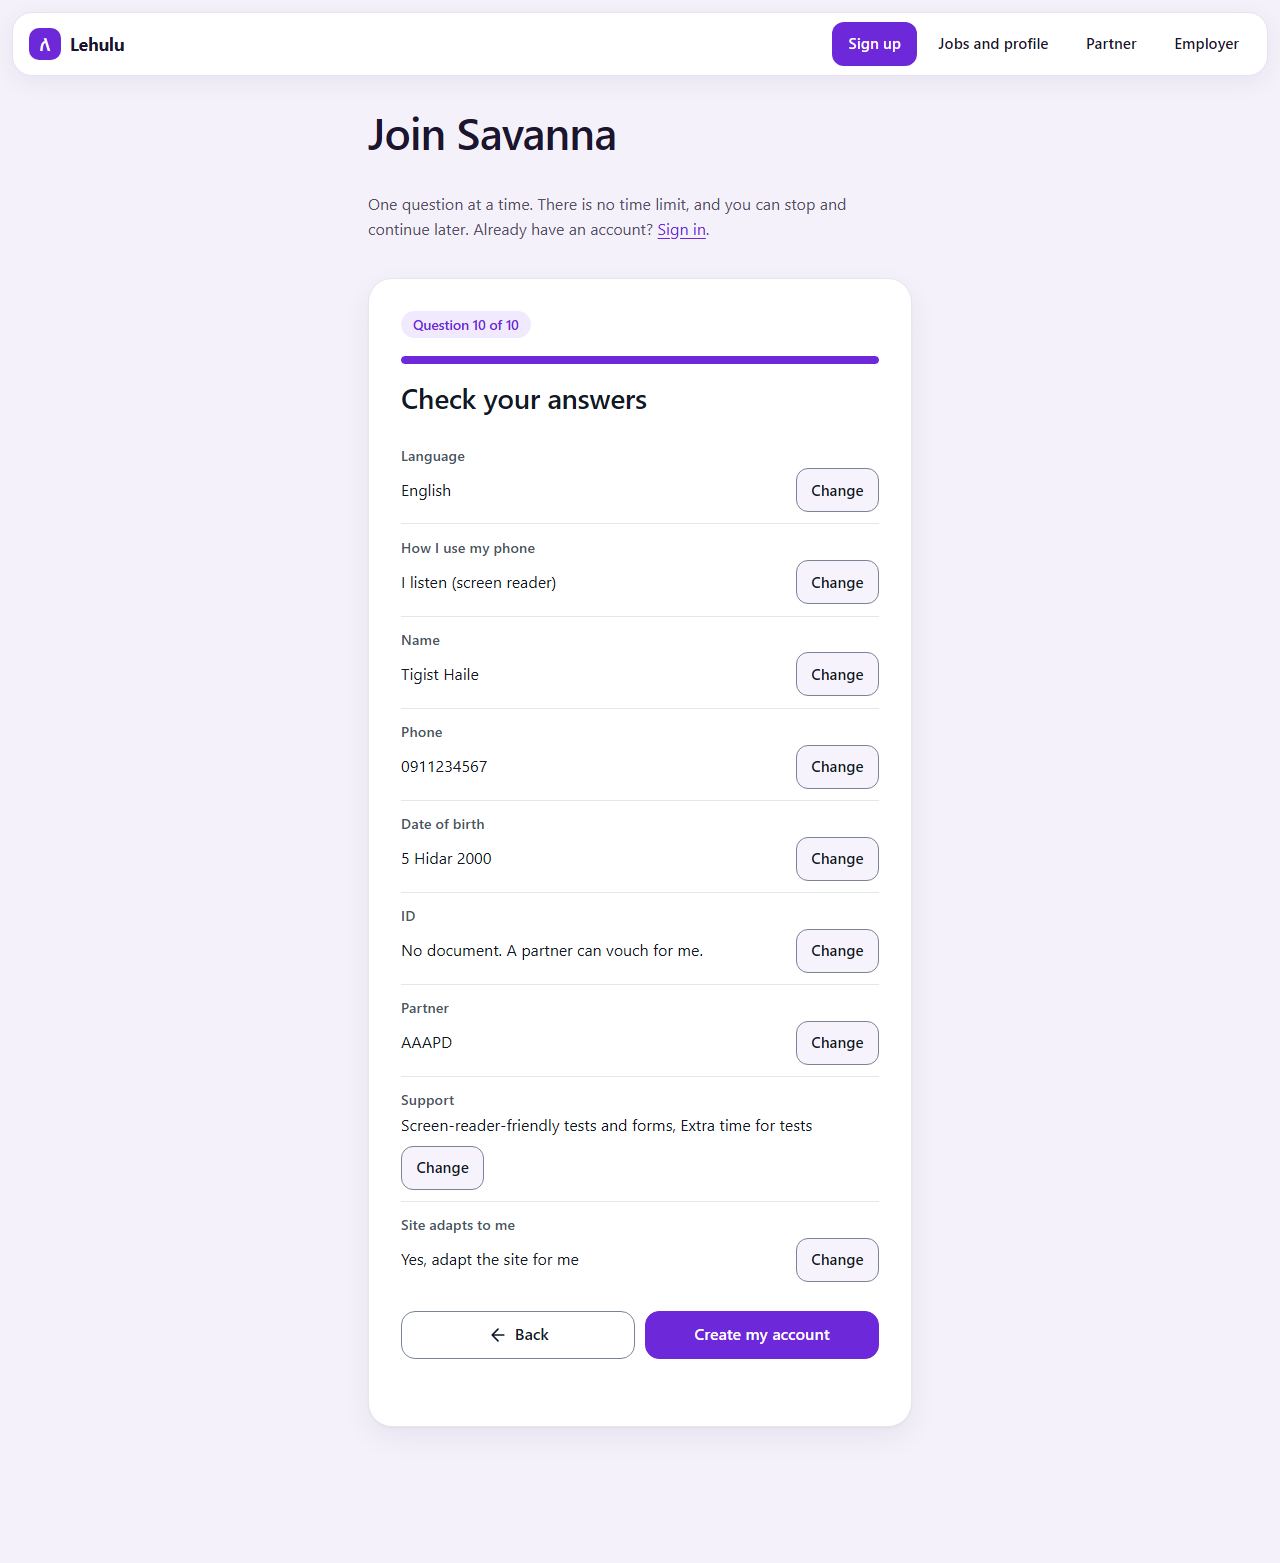 ለ Lehulu
Sign up
Jobs and profile
Partner
Employer
Join Savanna
One question at a time. There is no time limit, and you can stop and
continue later. Already have an account? Sign in.
Question 10 of 10
Check your answers
Language
English
Change
How I use my phone
I listen (screen reader)
Change
Name
Tigist Haile
Change
Phone
0911234567
Change
Date of birth
5 Hidar 2000
Change
ID
No document. A partner can vouch for me.
Change
Partner
AAAPD
Change
Support
Screen-reader-friendly tests and forms, Extra time for tests
Change
Site adapts to me
Yes, adapt the site for me
Change
← Back
Create my account